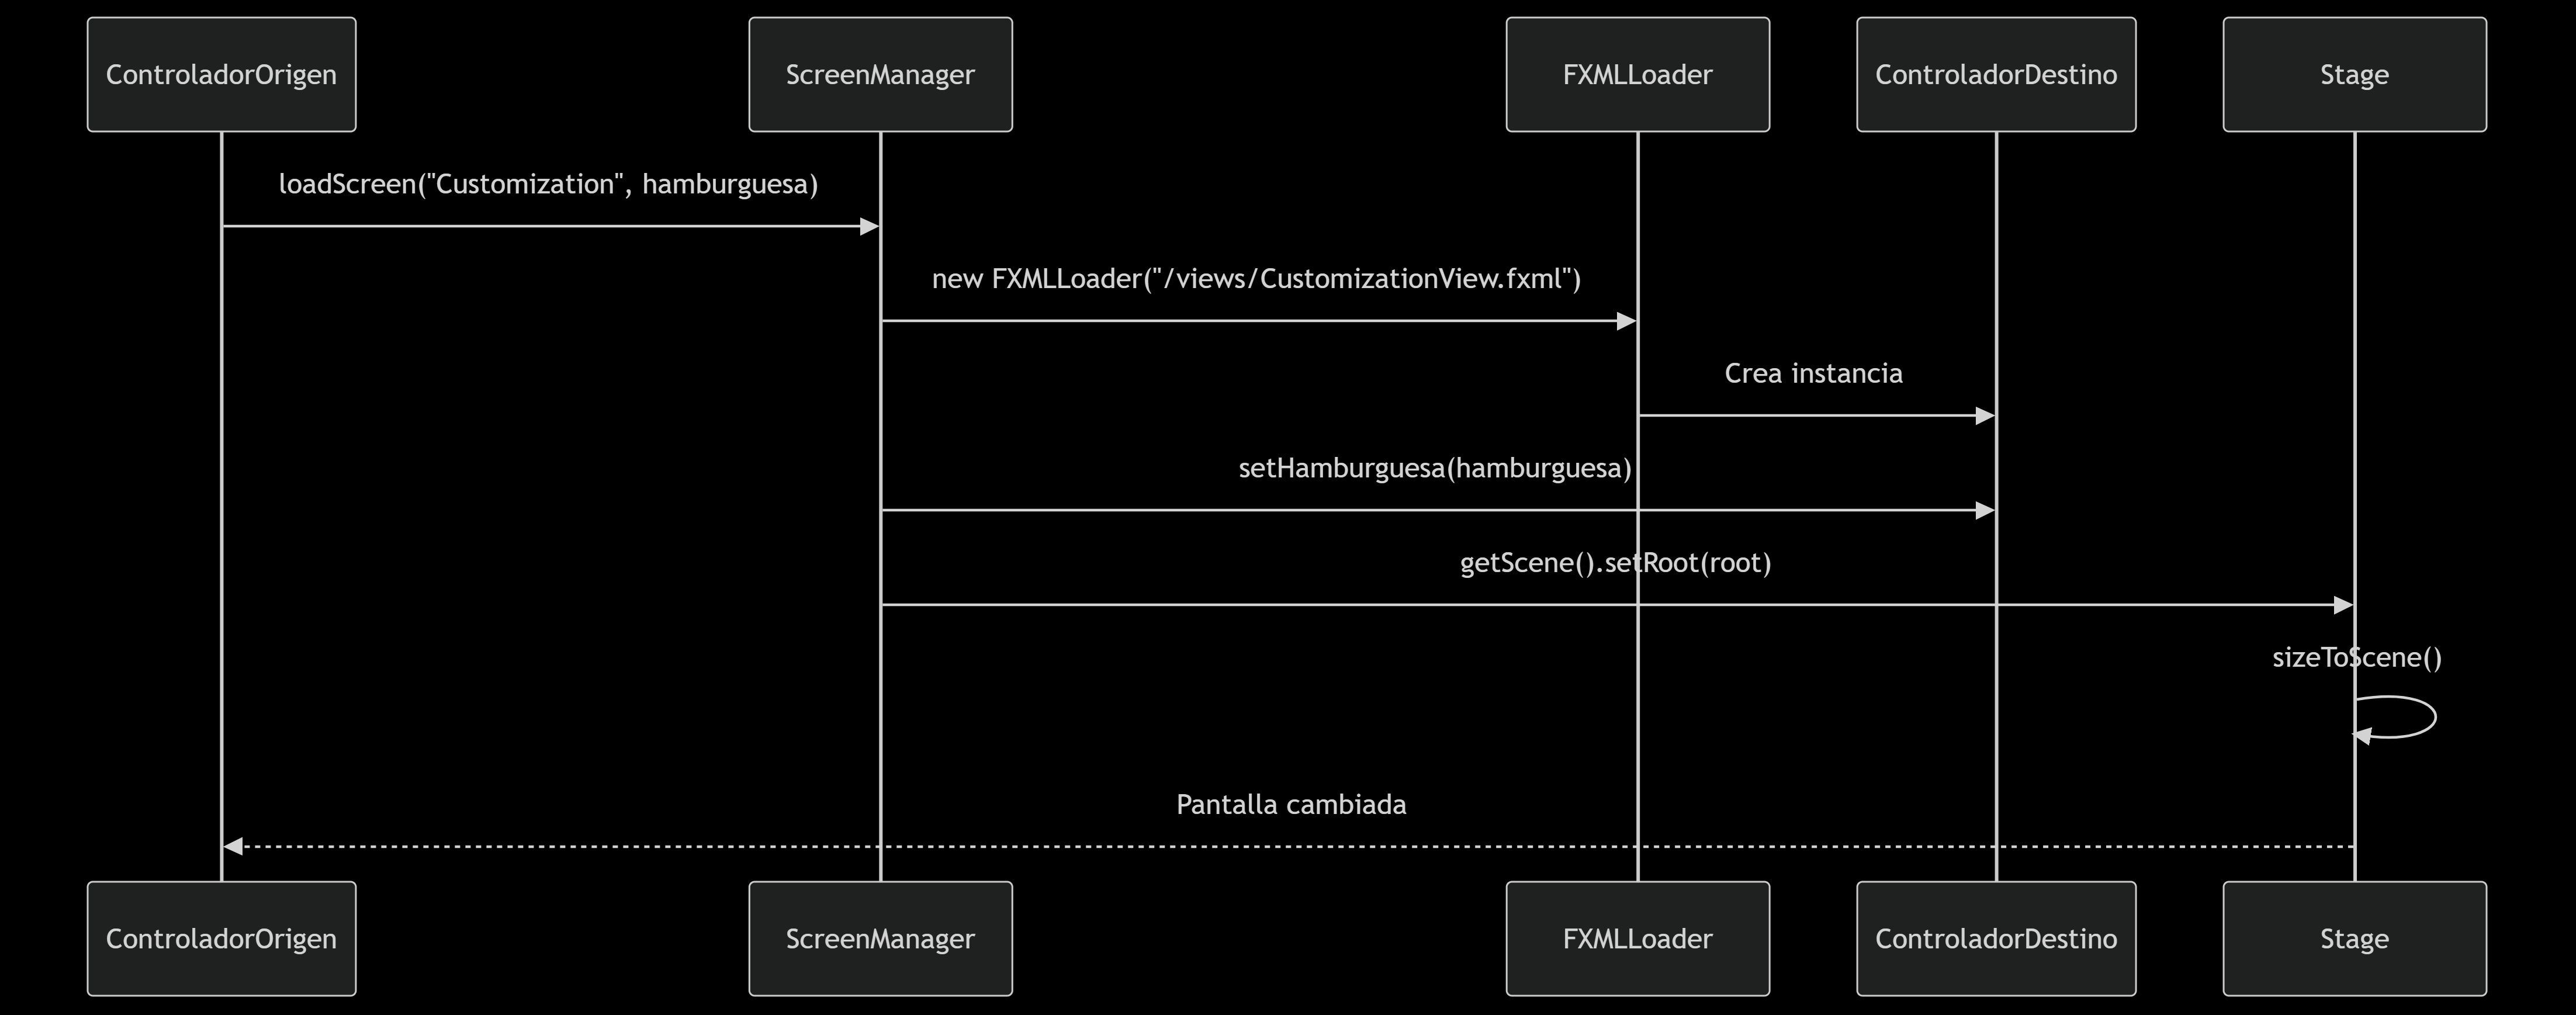 ControladorOrigen
ScreenManager
FXMLLoader
ControladorDestino
Stage
loadScreen("Customization", hamburguesa)
new FXMLLoader("/views/CustomizationView.fxml")
Crea instancia
setHamburguesa(hamburguesa)
getScene().setRoot(root)
sizeToScene()
Pantalla cambiada
ControladorOrigen
ScreenManager
FXMLLoader
ControladorDestino
Stage